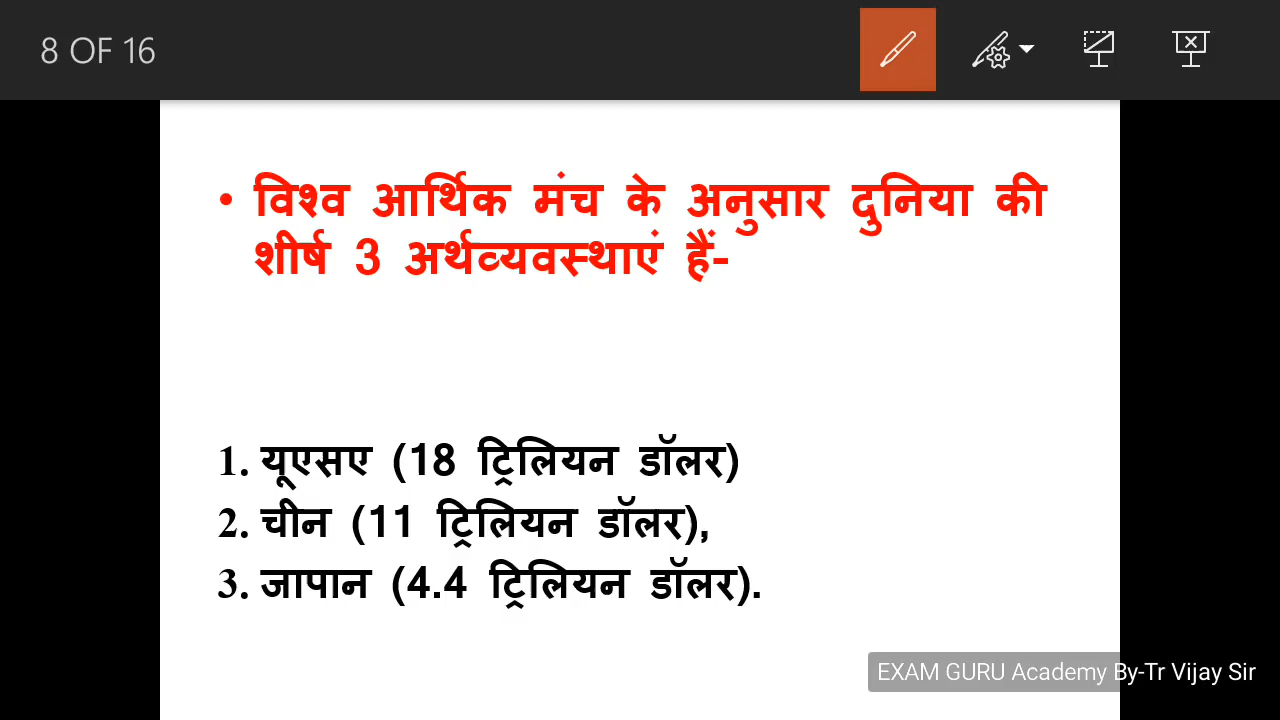 8 OF 16
• विश्व आर्थिक मंच के अनुसार दुनिया की
शीर्ष 3 अर्थव्यवस्थाएं हैं-
1. यूएसए (18 ट्रिलियन डॉलर)
2. चीन (11 ट्रिलियन डॉलर),
3. जापान (4.4 ट्रिलियन डॉलर).
EXAM GURU Academy By-Tr Vijay Sir